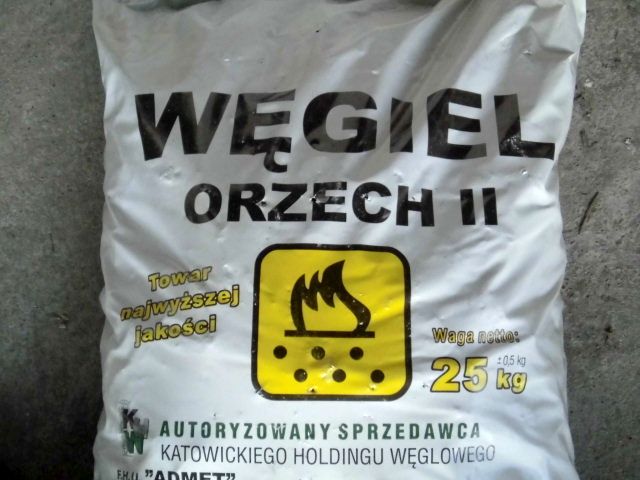 WĘGIEL
ORZECH II
Towar
najwyższej
jakości
Waga netto:
25 kg ± 0,5 kg
KHW
AUTORYZOWANY SPRZEDAWCA
KATOWICKIEGO HOLDINGU WĘGLOWEGO
F.H.U. "ADMET"